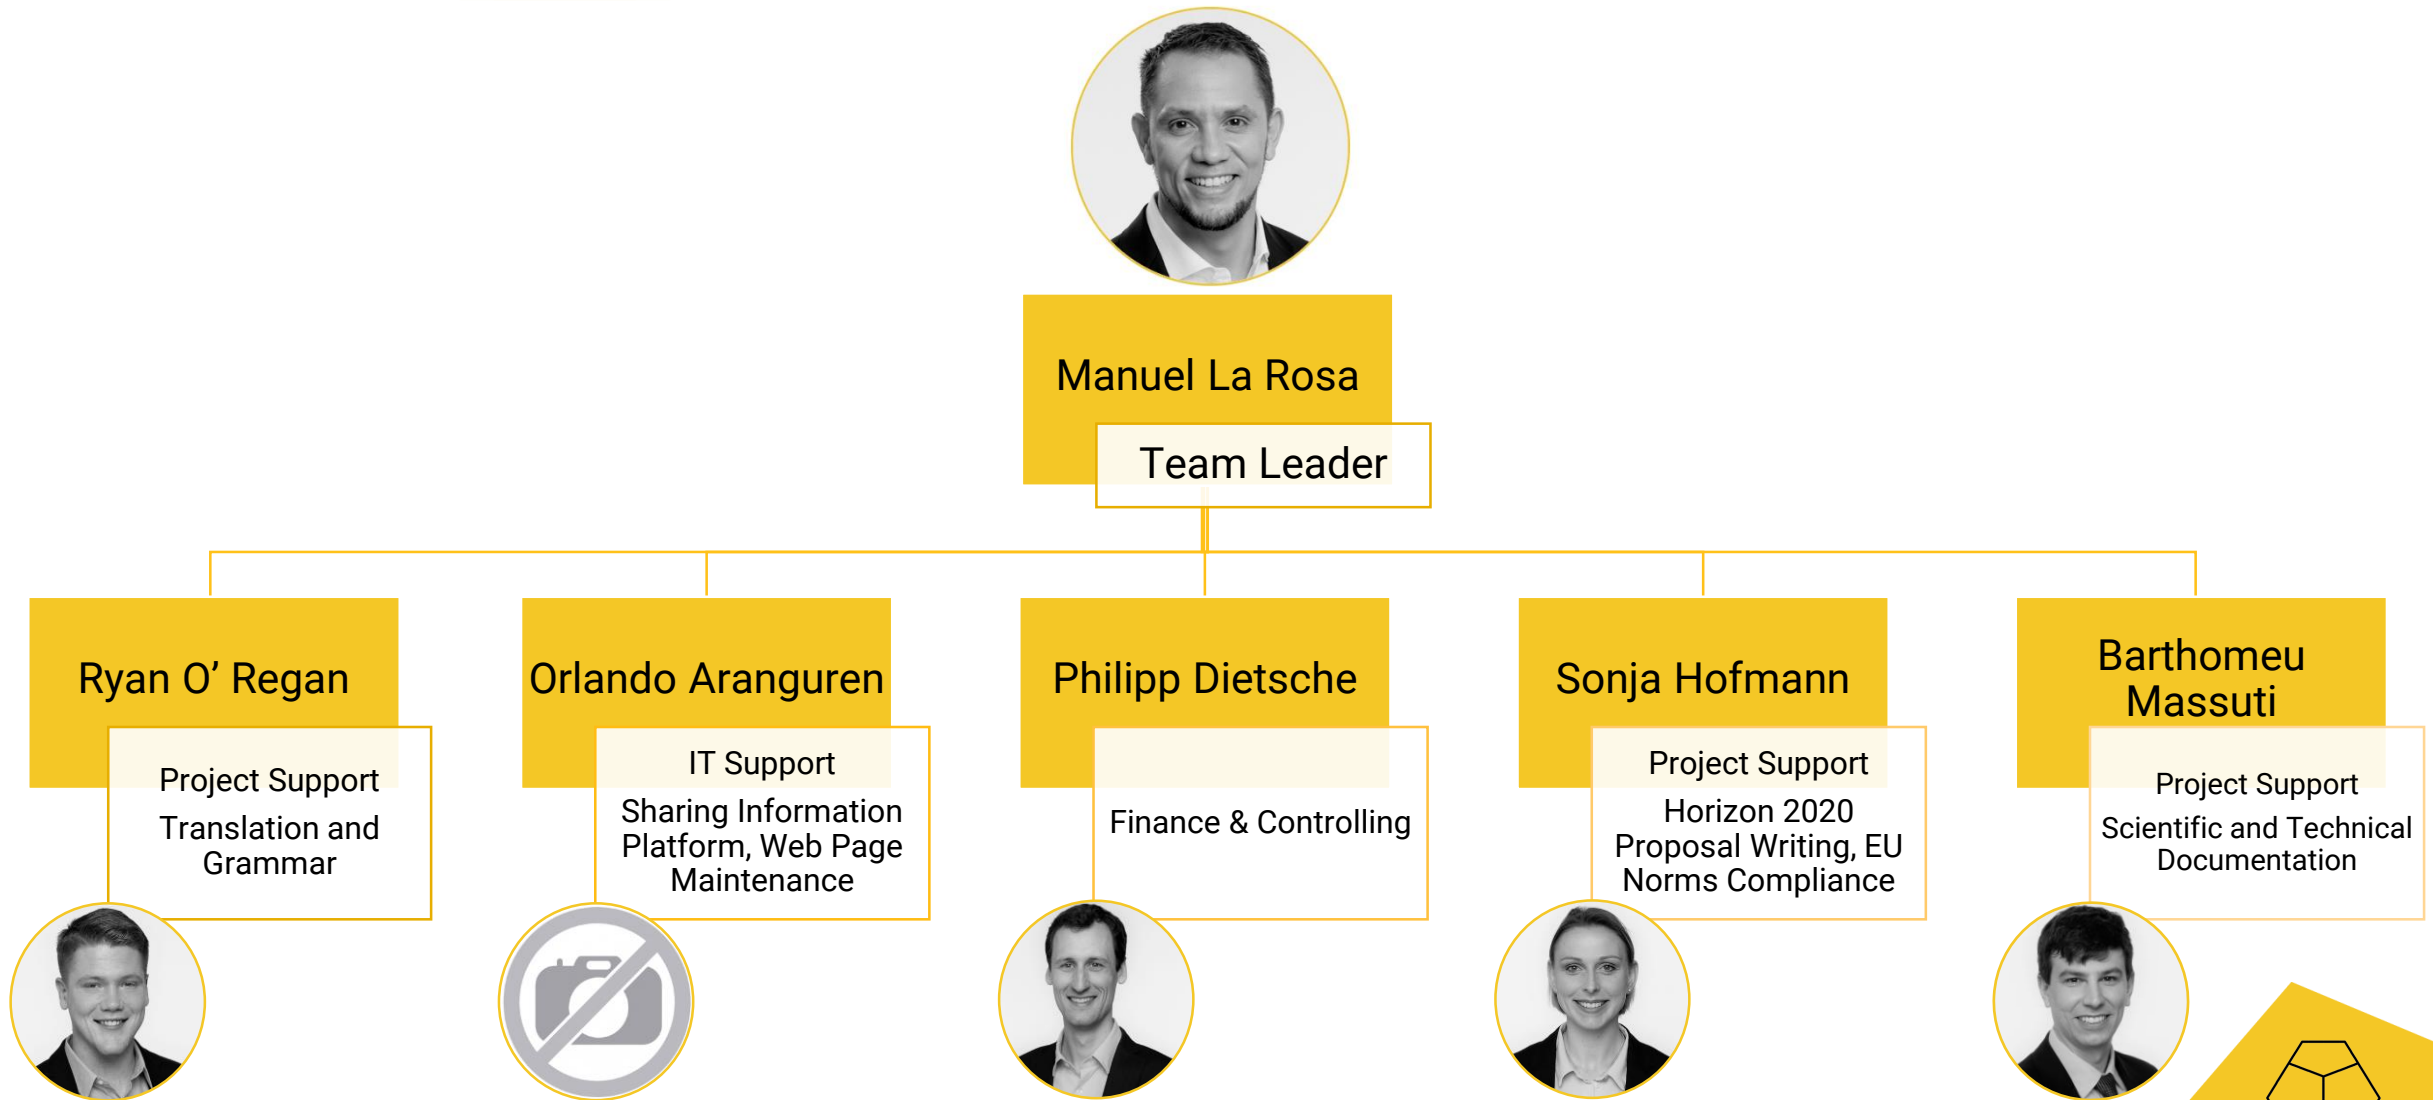 Manuel La Rosa
Team Leader
Ryan O’ Regan
Project Support
Translation and
Grammar
Orlando Aranguren
IT Support
Sharing Information
Platform, Web Page
Maintenance
Philipp Dietsche
Finance & Controlling
Sonja Hofmann
Project Support
Horizon 2020
Proposal Writing, EU
Norms Compliance
Barthomeu
Massuti
Project Support
Scientific and Technical
Documentation